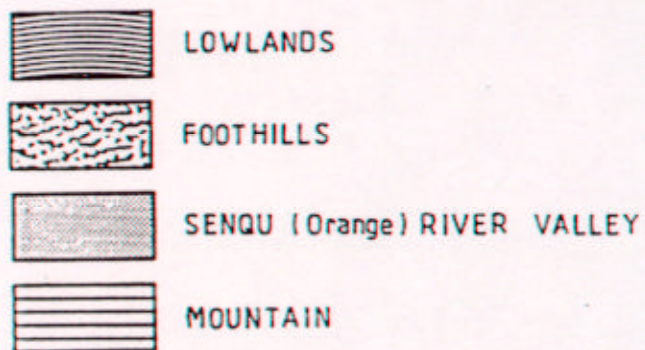 LOWLANDS
FOOTHILLS
SENQU (Orange) RIVER VALLEY
MOUNTAIN